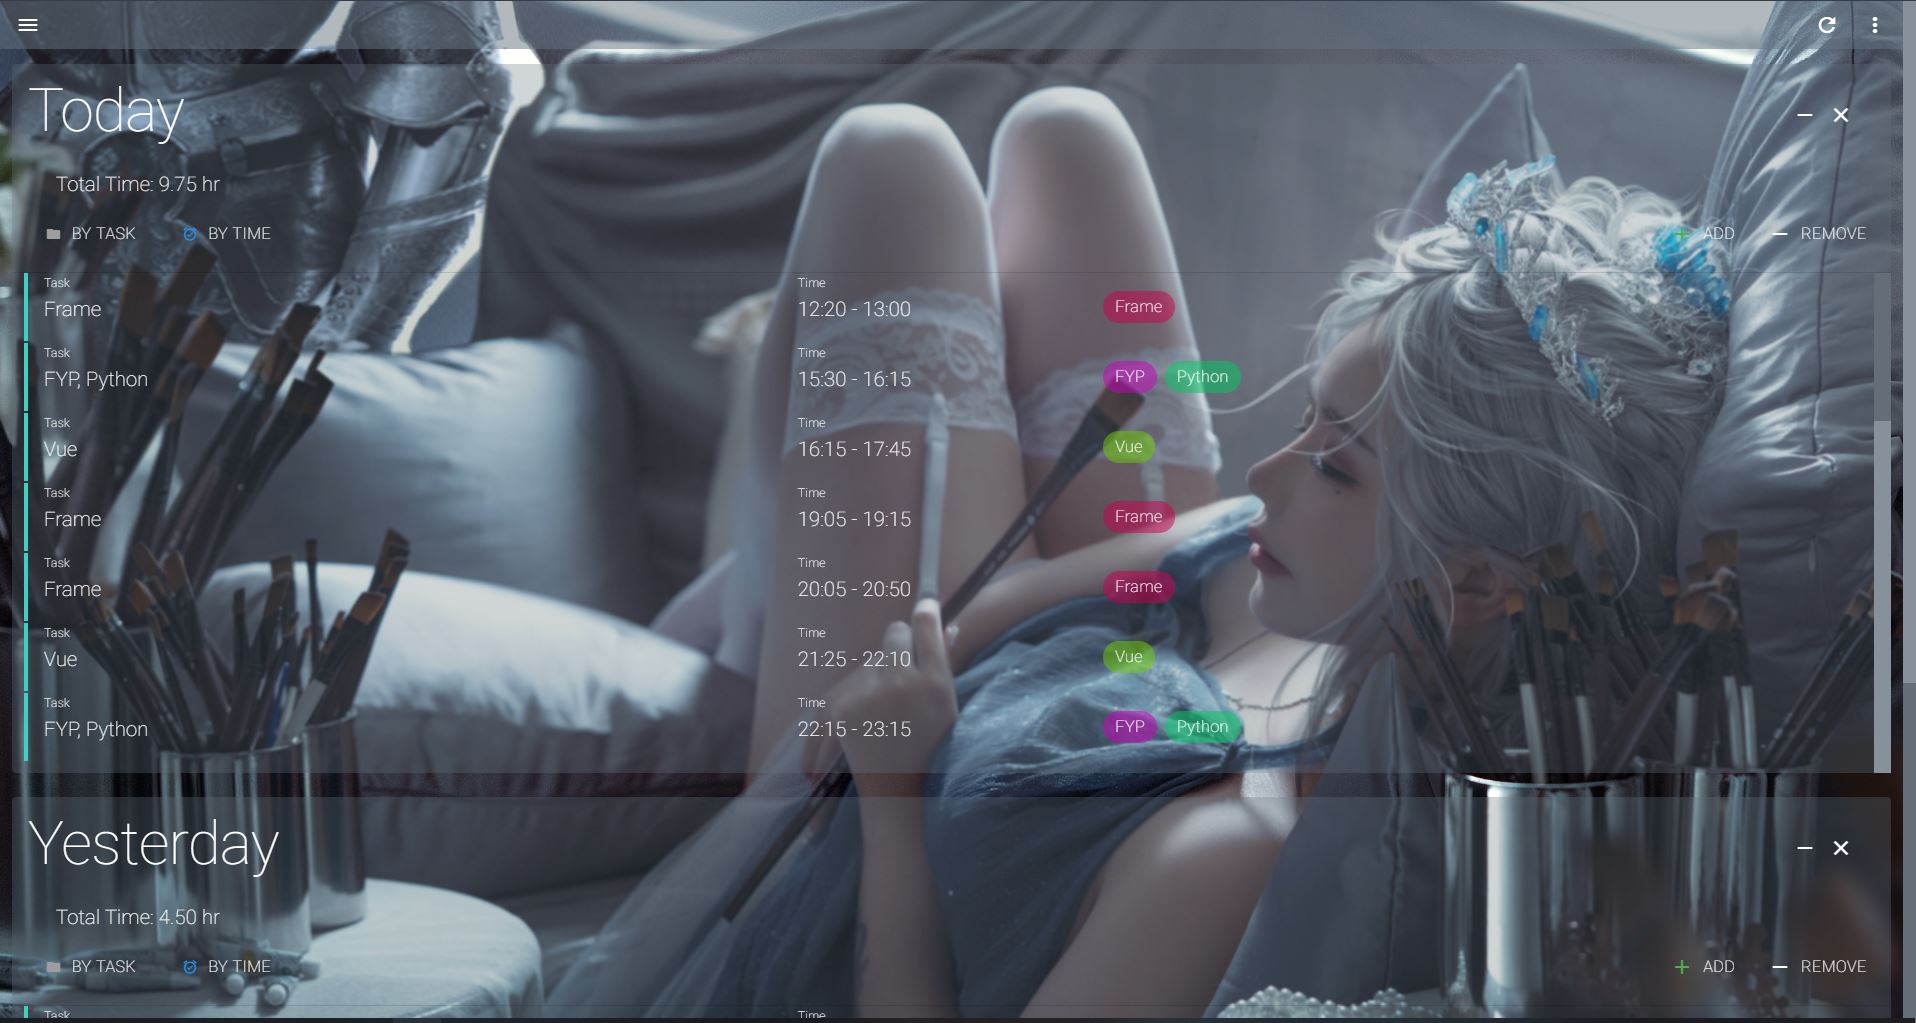 Today
Total Time: 9.75 hr
BY TASK BY TIME ADD REMOVE
Task Time
Frame 12:20 - 13:00 Frame
Task Time
FYP, Python 15:30 - 16:15 FYP Python
Task Time
Vue 16:15 - 17:45 Vue
Task Time
Frame 19:05 - 19:15 Frame
Task Time
Frame 20:05 - 20:50 Frame
Task Time
Vue 21:25 - 22:10 Vue
Task Time
FYP, Python 22:15 - 23:15 FYP Python
Yesterday
Total Time: 4.50 hr
BY TASK BY TIME ADD REMOVE
Task Time